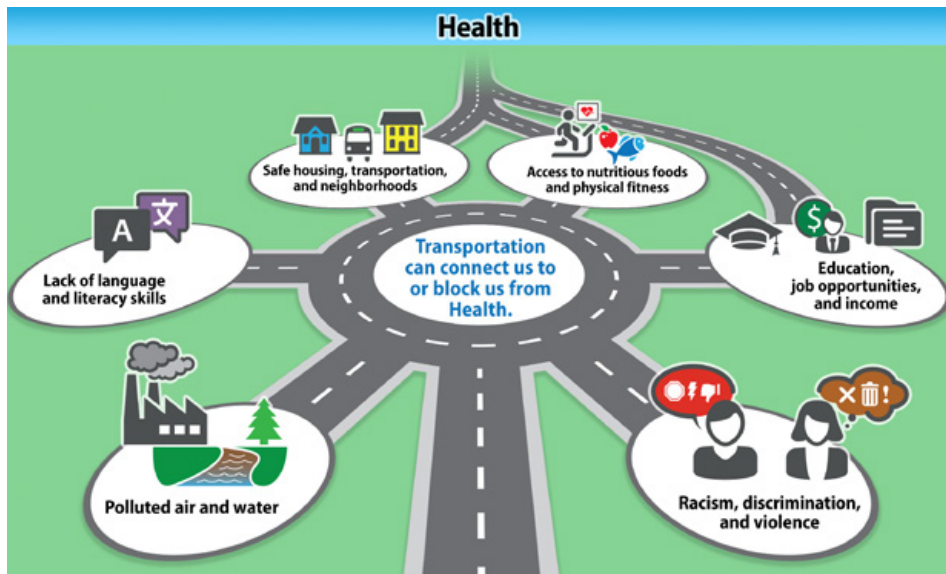 Health
Safe housing, transportation,
and neighborhoods
Access to nutritious foods
and physical fitness
A
文
Lack of language
and literacy skills
Transportation
can connect us to
or block us from
Health.
$
Education,
job opportunities,
and income
Polluted air and water
!
!
Racism, discrimination,
and violence